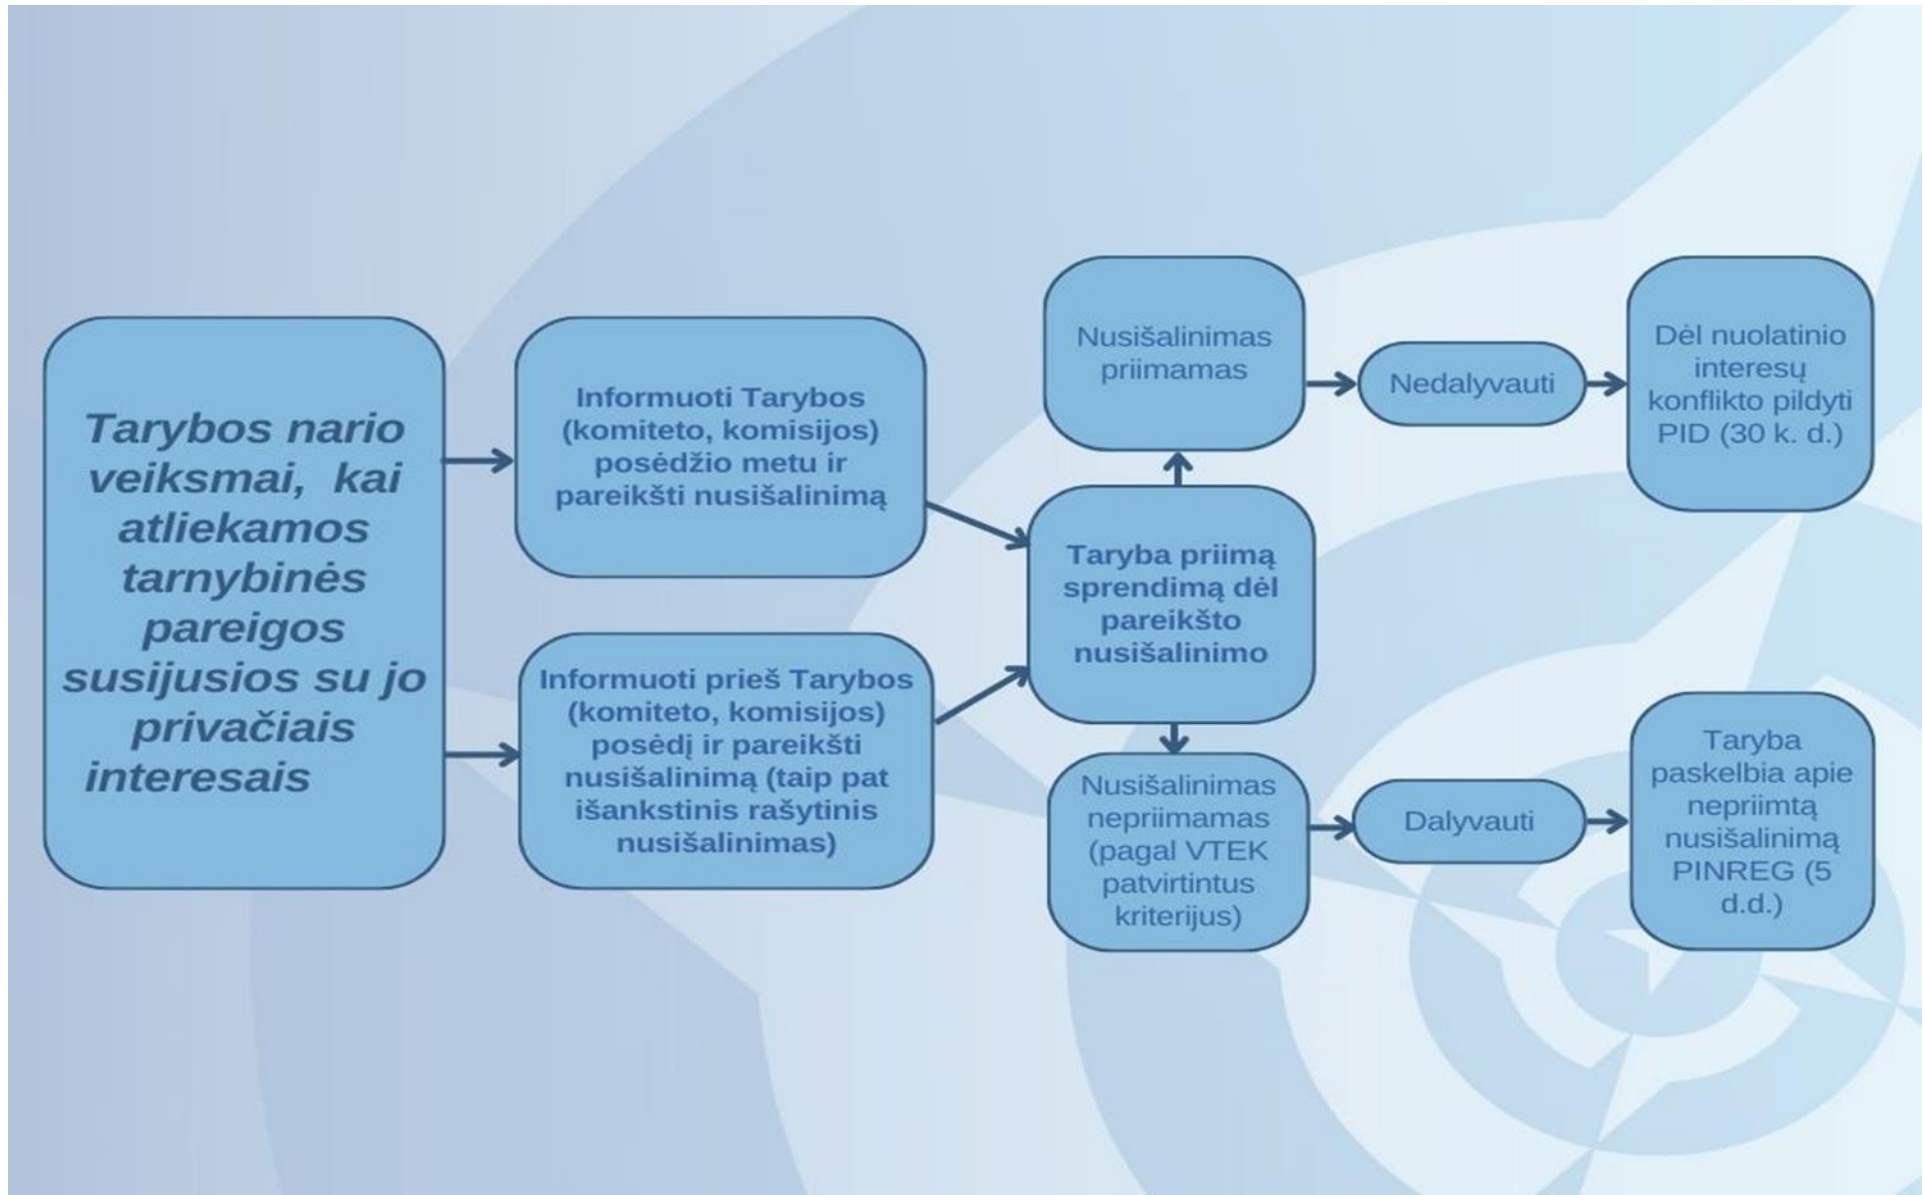 Tarybos nario
veiksmai, kai
atliekamos
tarnybinės
pareigos
susijusios su jo
privačiais
interesais
Informuoti Tarybos
(komiteto, komisijos)
posėdžio metu ir
pareikšti nusišalinimą
Informuoti prieš Tarybos
(komiteto, komisijos)
posėdį ir pareikšti
nusišalinimą (taip pat
išankstinis rašytinis
nusišalinimas)
Taryba priimą
sprendimą dėl
pareikšto
nusišalinimo
Nusišalinimas
priimamas
Nedalyvauti
Dėl nuolatinio
interesų
konflikto pildyti
PID (30 k. d.)
Nusišalinimas
nepriimamas
(pagal VTEK
patvirtintus
kriterijus)
Dalyvauti
Taryba
paskelbia apie
nepriimtą
nusišalinimą
PINREG (5
d.d.)